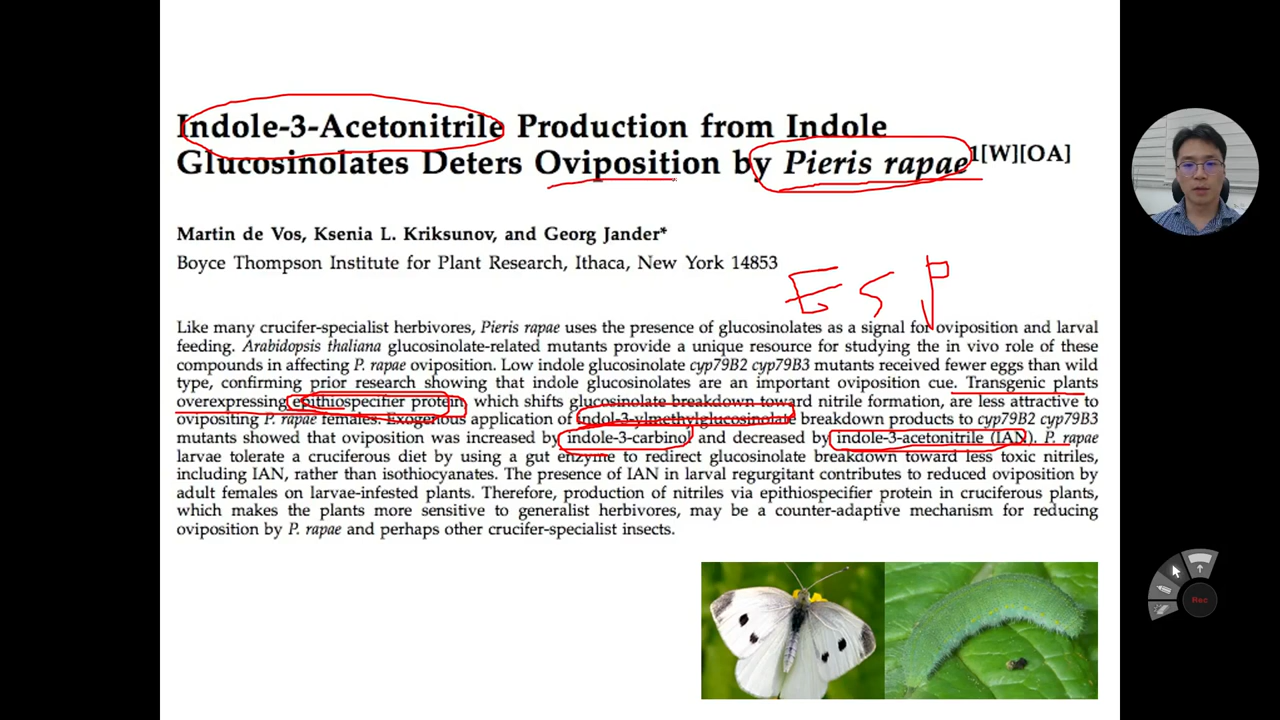 Indole-3-Acetonitrile Production from Indole
Glucosinolates Deters Oviposition by Pieris rapae1[W][OA]
Martin de Vos, Ksenia L. Kriksunov, and Georg Jander*
Boyce Thompson Institute for Plant Research, Ithaca, New York 14853
ESP
Like many crucifer-specialist herbivores, Pieris rapae uses the presence of glucosinolates as a signal for oviposition and larval
feeding. Arabidopsis thaliana glucosinolate-related mutants provide a unique resource for studying the in vivo role of these
compounds in affecting P. rapae oviposition. Low indole glucosinolate cyp79B2 cyp79B3 mutants received fewer eggs than wild
type, confirming prior research showing that indole glucosinolates are an important oviposition cue. Transgenic plants
overexpressing epithiospecifier protein, which shifts glucosinolate breakdown toward nitrile formation, are less attractive to
ovipositing P. rapae females. Exogenous application of indol-3-ylmethylglucosinolate breakdown products to cyp79B2 cyp79B3
mutants showed that oviposition was increased by indole-3-carbinol and decreased by indole-3-acetonitrile (IAN). P. rapae
larvae tolerate a cruciferous diet by using a gut enzyme to redirect glucosinolate breakdown toward less toxic nitriles,
including IAN, rather than isothiocyanates. The presence of IAN in larval regurgitant contributes to reduced oviposition by
adult females on larvae-infested plants. Therefore, production of nitriles via epithiospecifier protein in cruciferous plants,
which makes the plants more sensitive to generalist herbivores, may be a counter-adaptive mechanism for reducing
oviposition by P. rapae and perhaps other crucifer-specialist insects.
Rec